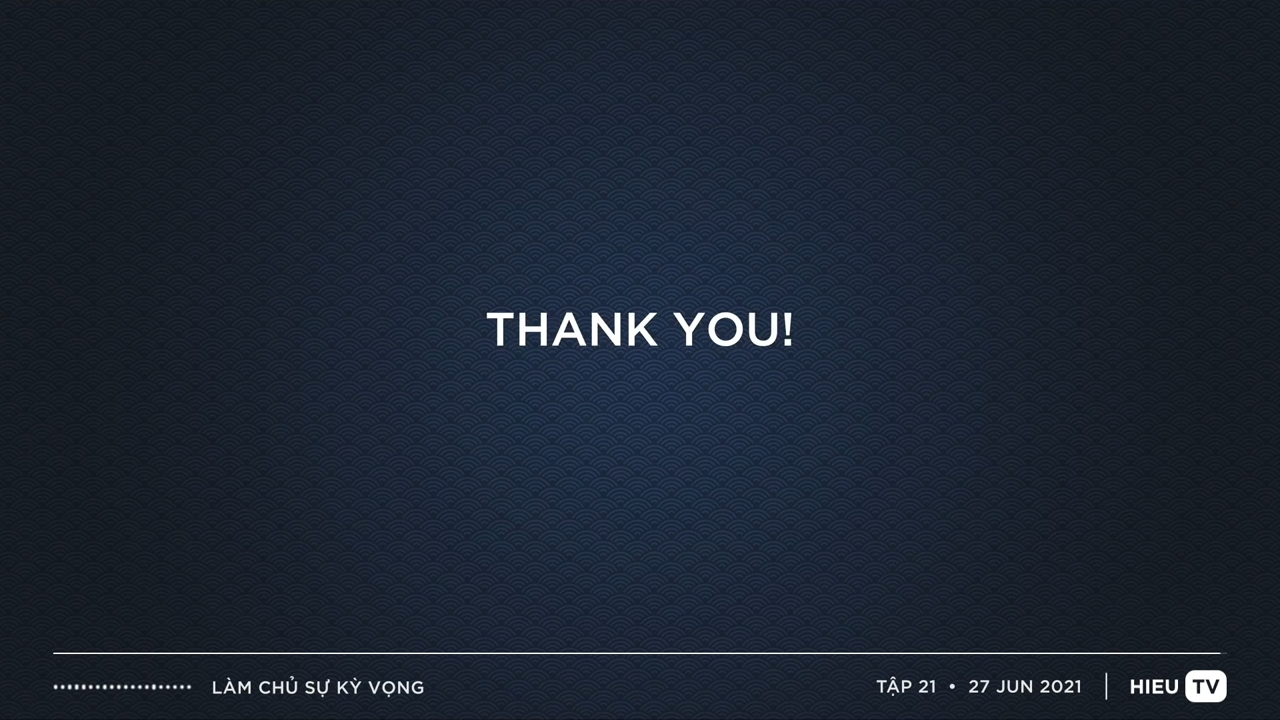 THANK YOU!
LÀM CHỦ SỰ KỲ VỌNG
TẬP 21 • 27 JUN 2021 | HIEU TV